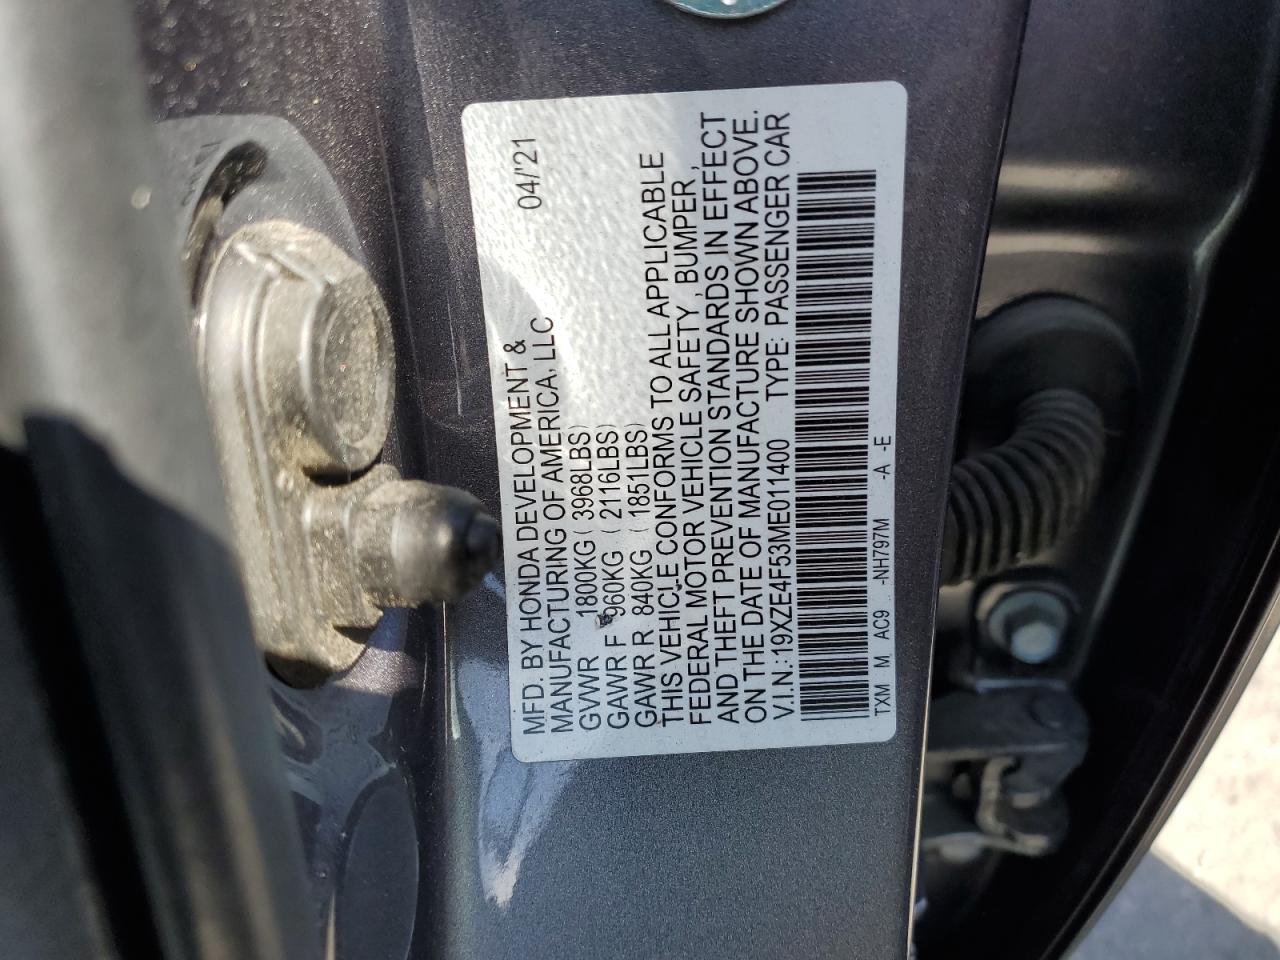 MFD. BY HONDA DEVELOPMENT & 04/'21
MANUFACTURING OF AMERICA, LLC
GVWR 1800KG ( 3968LBS)
GAWR F 960KG ( 2116LBS)
GAWR R 840KG ( 1851LBS)
THIS VEHICLE CONFORMS TO ALL APPLICABLE
FEDERAL MOTOR VEHICLE SAFETY, BUMPER,
AND THEFT PREVENTION STANDARDS IN EFFECT
ON THE DATE OF MANUFACTURE SHOWN ABOVE.
V.I.N.:19XZE4F53ME011400 TYPE: PASSENGER CAR
TXM M AC9 -NH797M -A -E